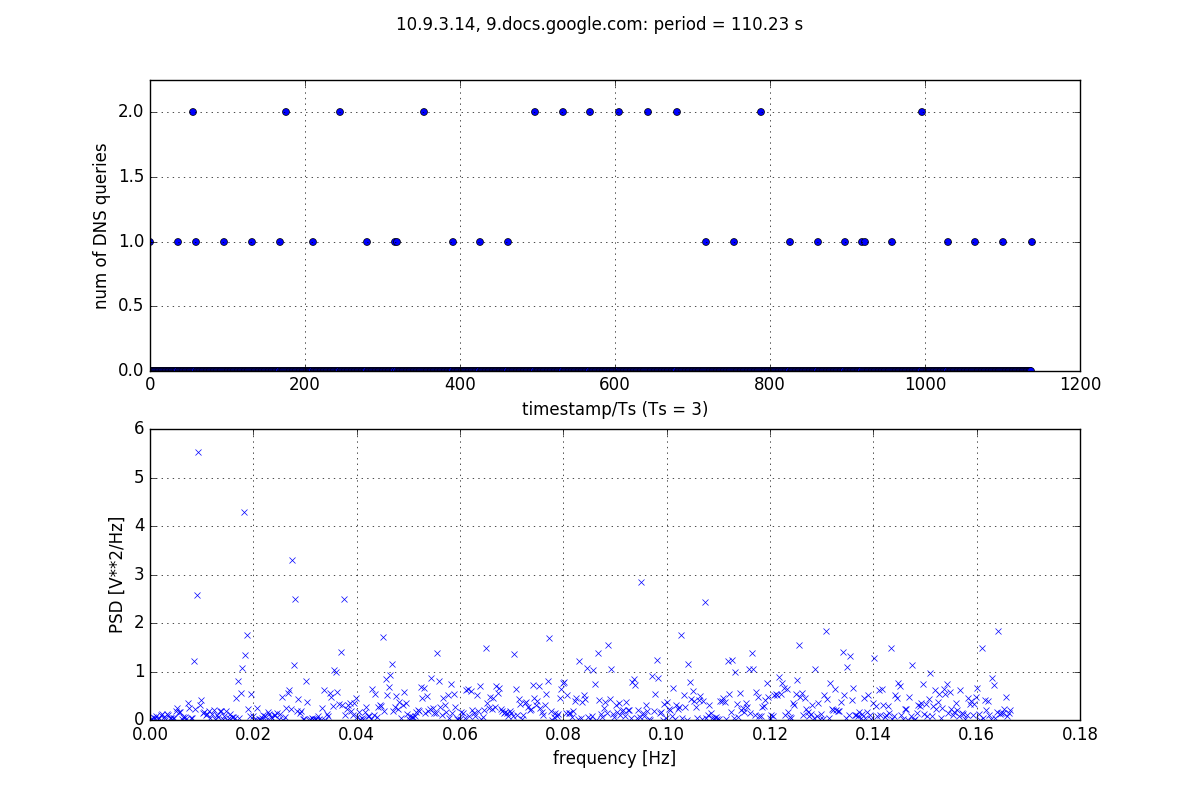 10.9.3.14, 9.docs.google.com: period = 110.23 s
2.0
1.5
1.0
0.5
0.0
num of DNS queries
0 200 400 600 800 1000 1200
timestamp/Ts (Ts = 3)
6
5
4
3
2
1
0
PSD [V**2/Hz]
0.00 0.02 0.04 0.06 0.08 0.10 0.12 0.14 0.16 0.18
frequency [Hz]